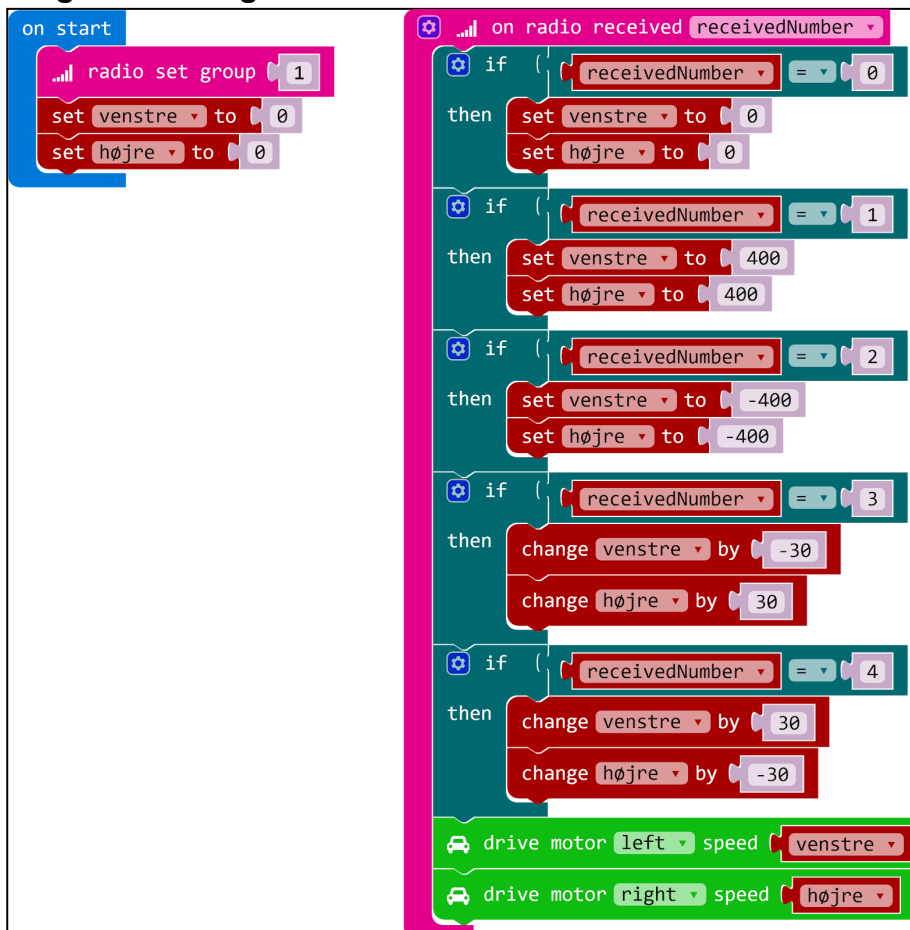 on start
radio set group 1
set venstre to 0
set højre to 0
on radio received receivedNumber
if receivedNumber = 0
then set venstre to 0
set højre to 0
if receivedNumber = 1
then set venstre to 400
set højre to 400
if receivedNumber = 2
then set venstre to -400
set højre to -400
if receivedNumber = 3
then change venstre by -30
change højre by 30
if receivedNumber = 4
then change venstre by 30
change højre by -30
drive motor left speed venstre
drive motor right speed højre